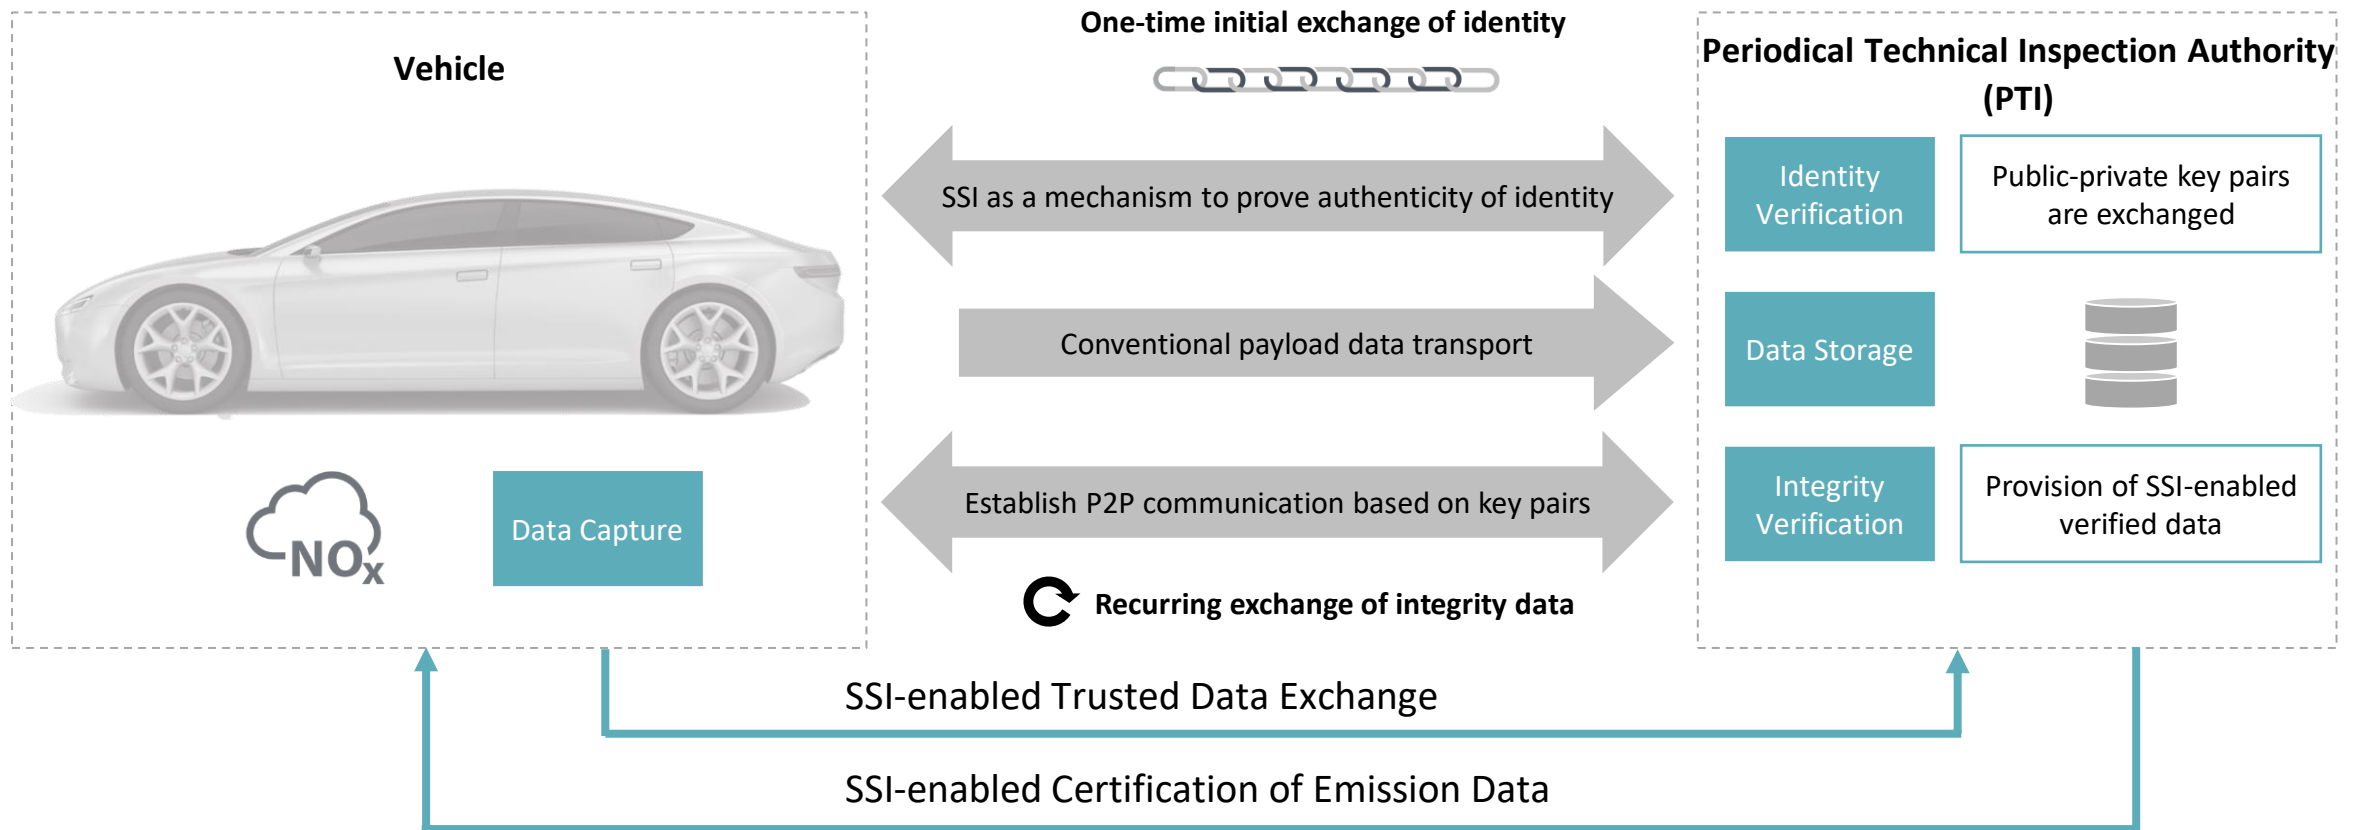 One-time initial exchange of identity
Vehicle
Periodical Technical Inspection Authority
(PTI)
SSI as a mechanism to prove authenticity of identity
Identity
Verification
Public-private key pairs
are exchanged
Conventional payload data transport
Data Storage
Establish P2P communication based on key pairs
Integrity
Verification
Provision of SSI-enabled
verified data
NOx
Data Capture
Recurring exchange of integrity data
SSI-enabled Trusted Data Exchange
SSI-enabled Certification of Emission Data